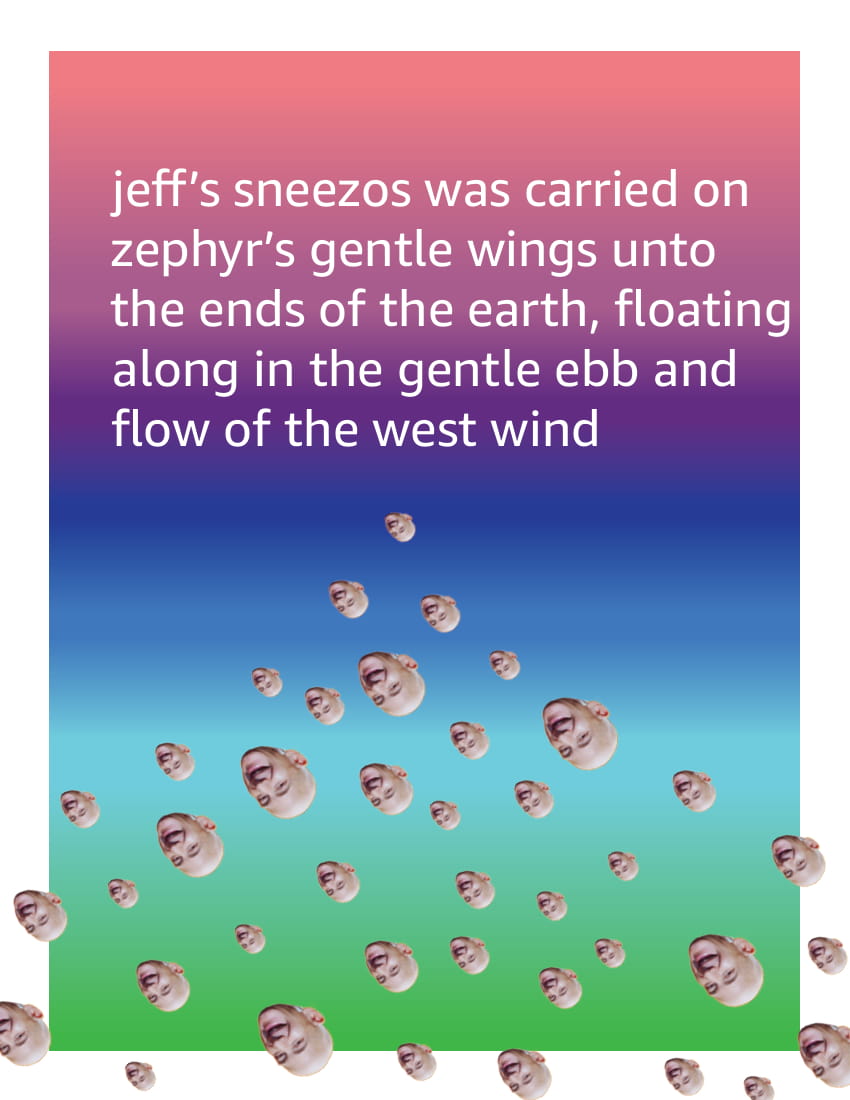 jeff’s sneezos was carried on
zephyr’s gentle wings unto
the ends of the earth, floating
along in the gentle ebb and
flow of the west wind